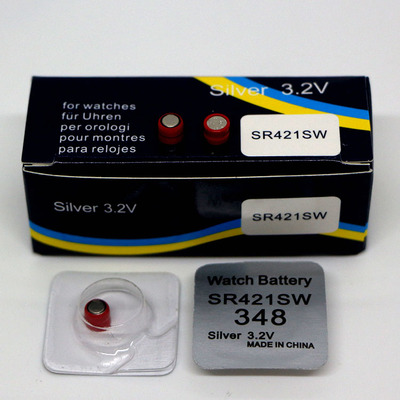 Silver 3.2V
for watches
fur Uhren
per orologi
pour montres
para relojes
SR421SW
Silver 3.2V
SR421SW
Watch Battery
SR421SW
348
Silver 3.2V
MADE IN CHINA